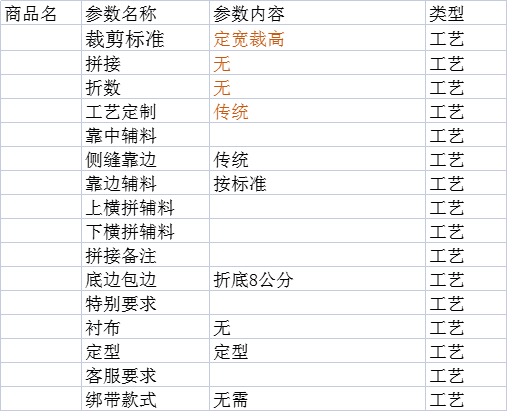 商品名 参数名称 参数内容 类型
裁剪标准 定宽裁高 工艺
拼接 无 工艺
折数 无 工艺
工艺定制 传统 工艺
靠中辅料 工艺
侧缝靠边 传统 工艺
靠边辅料 按标准 工艺
上横拼辅料 工艺
下横拼辅料 工艺
拼接备注 工艺
底边包边 折底8公分 工艺
特别要求 工艺
衬布 无 工艺
定型 定型 工艺
客服要求 工艺
绑带款式 无需 工艺